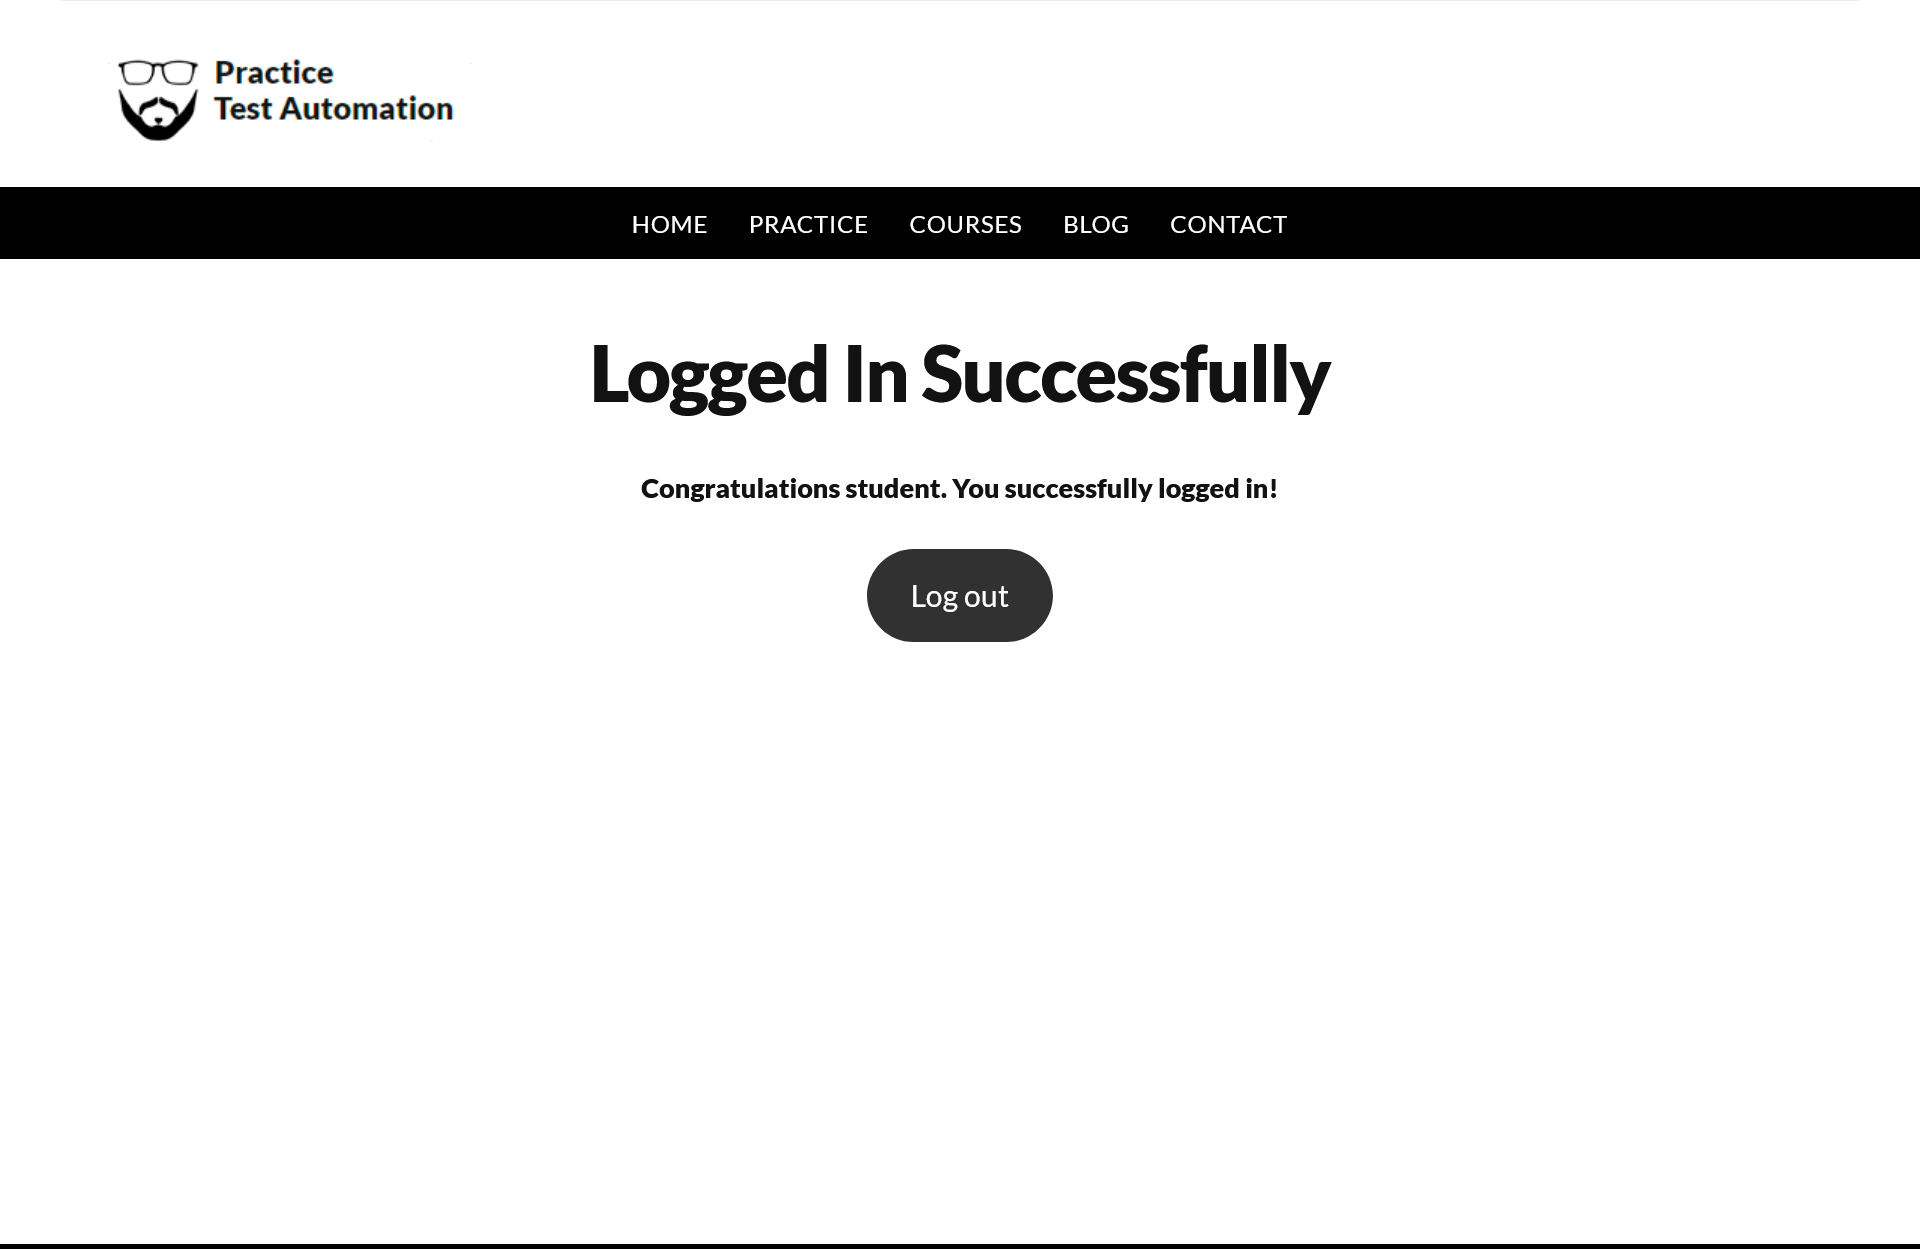 Practice
Test Automation
HOME PRACTICE COURSES BLOG CONTACT
Logged In Successfully
Congratulations student. You successfully logged in!
Log out